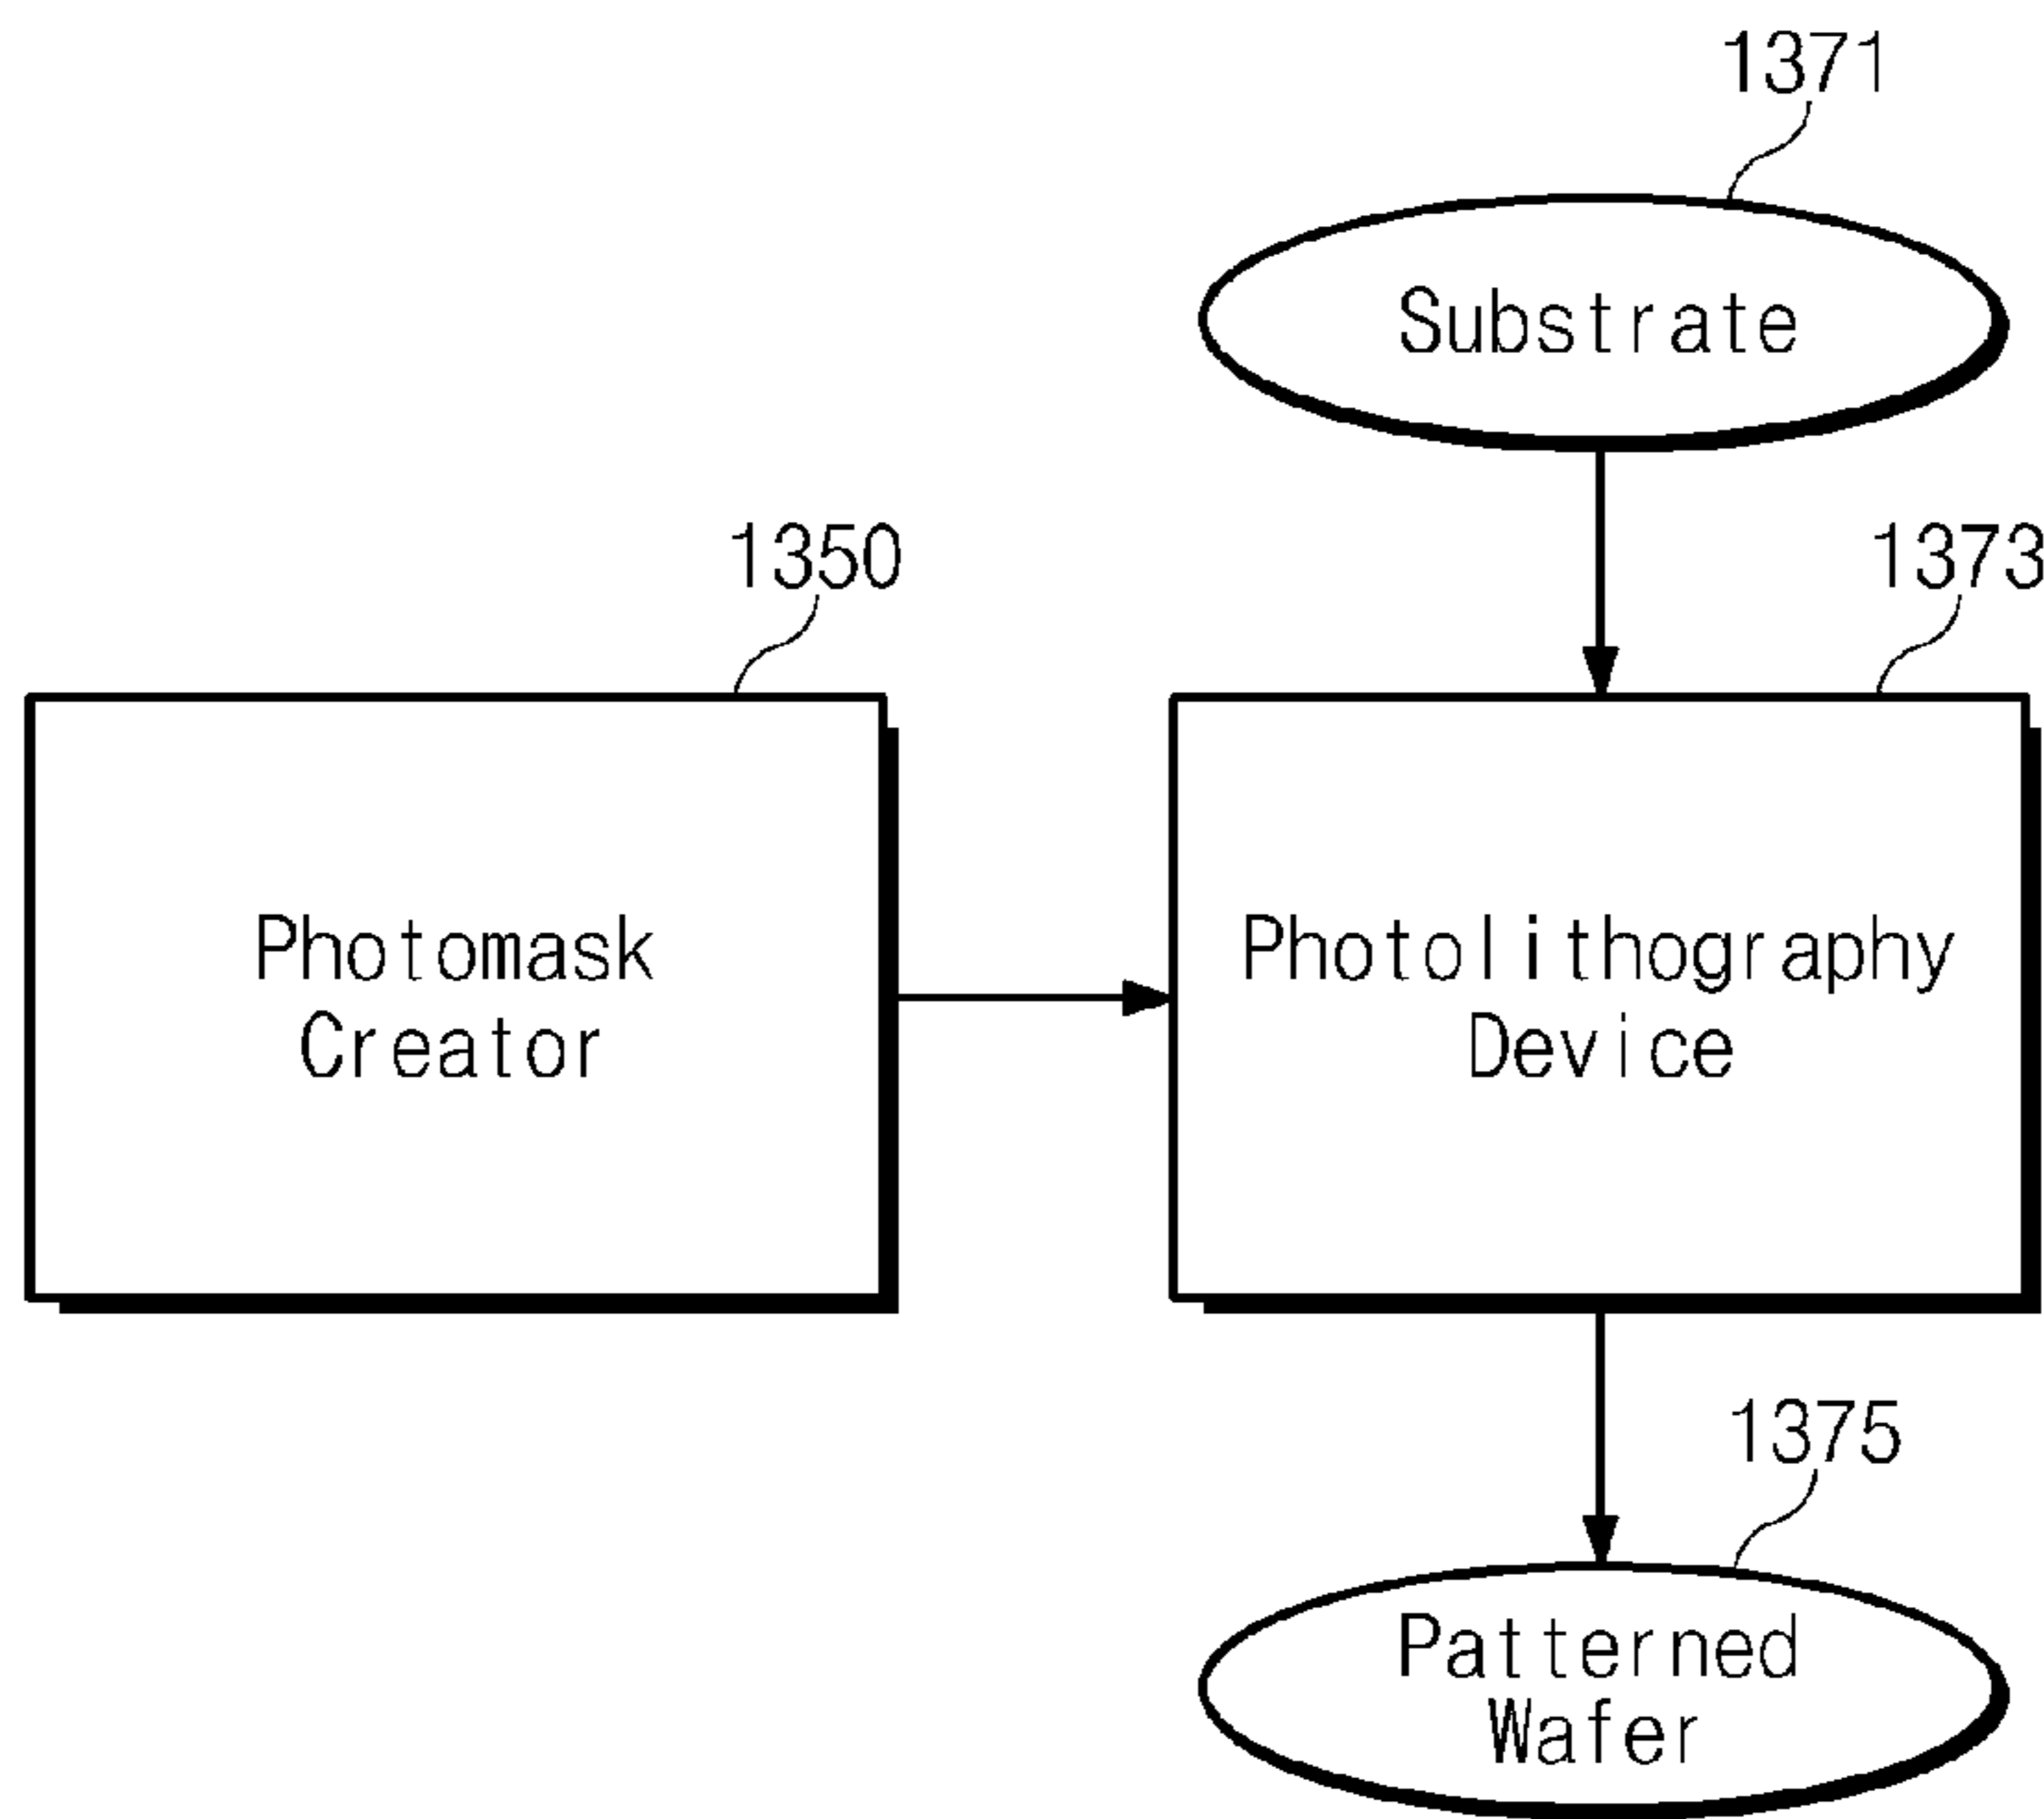 1371
Substrate
1350
1373
Photomask
Creator
Photolithography
Device
1375
Patterned
Wafer